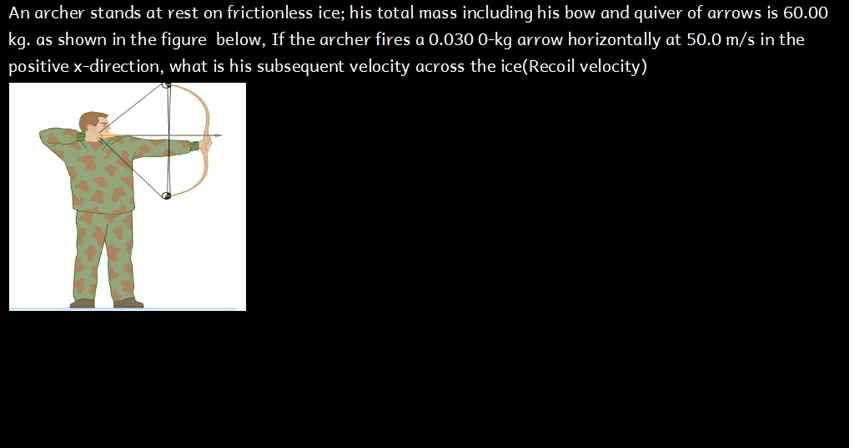 An archer stands at rest on frictionless ice; his total mass including his bow and quiver of arrows is 60.00
kg. as shown in the figure below, If the archer fires a 0.030 0-kg arrow horizontally at 50.0 m/s in the
positive x-direction, what is his subsequent velocity across the ice(Recoil velocity)